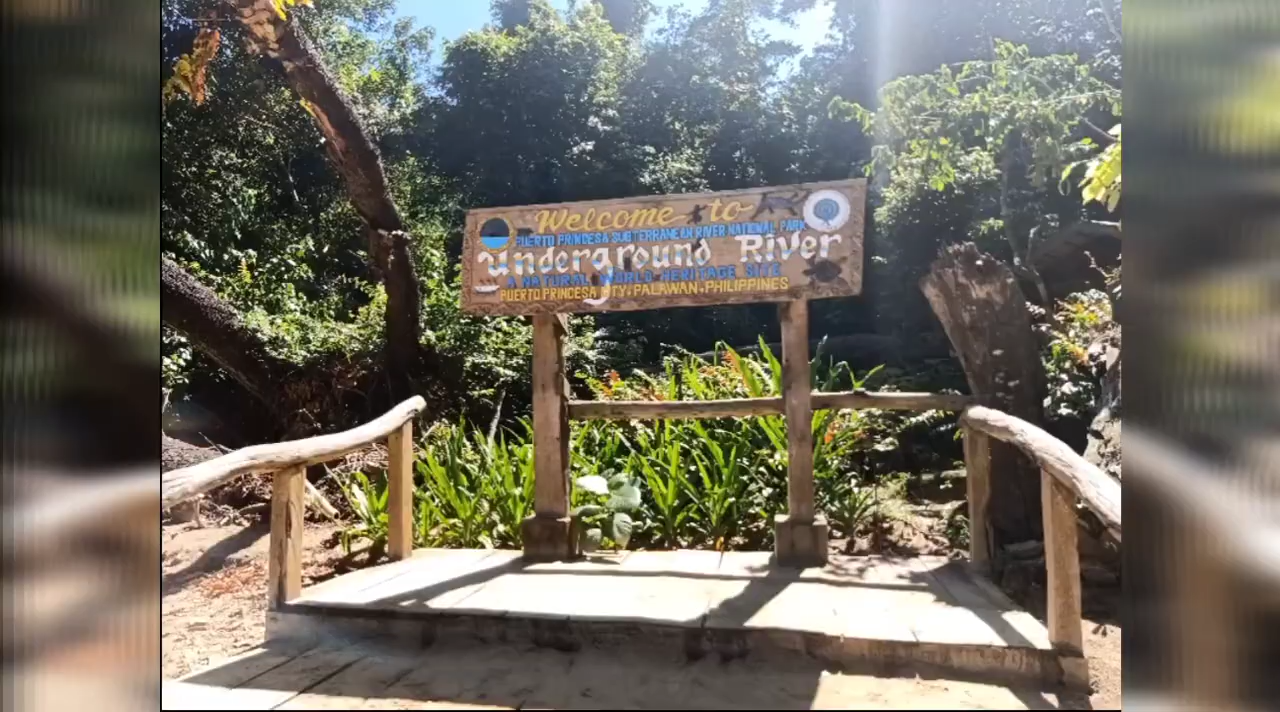 Welcome to
PUERTO PRINCESA SUBTERRANEAN RIVER NATIONAL PARK
Underground River
A NATURAL WORLD HERITAGE SITE
PUERTO PRINCESA CITY, PALAWAN, PHILIPPINES